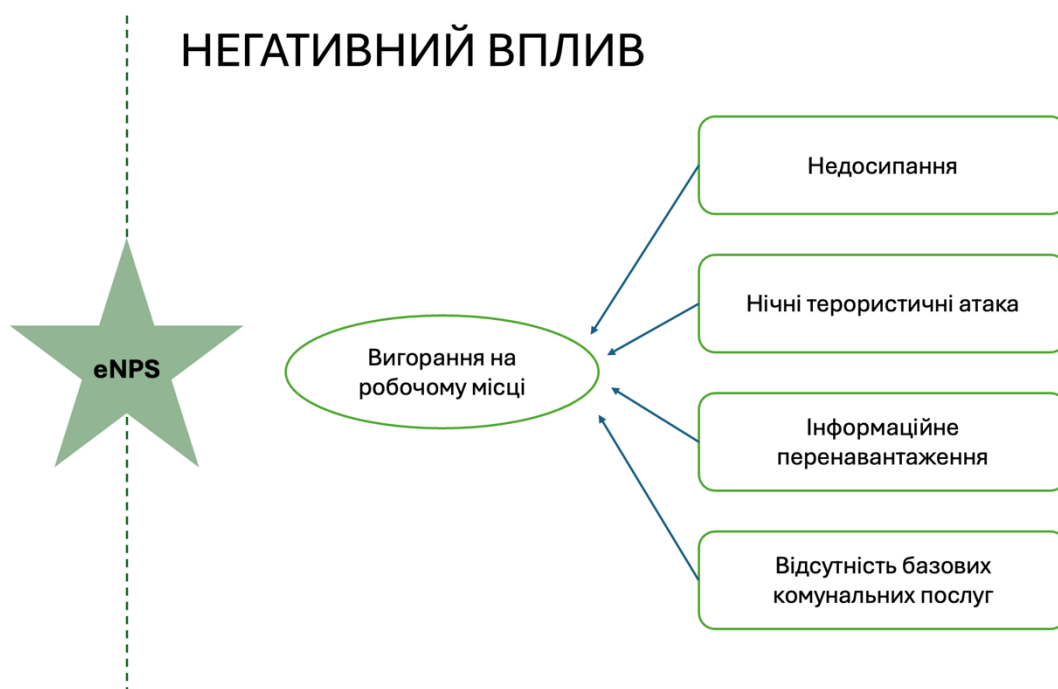 НЕГАТИВНИЙ ВПЛИВ
Недосипання
Нічні терористичні атака
eNPS
Вигорання на
робочому місці
Інформаційне
перенавантаження
Відсутність базових
комунальних послуг